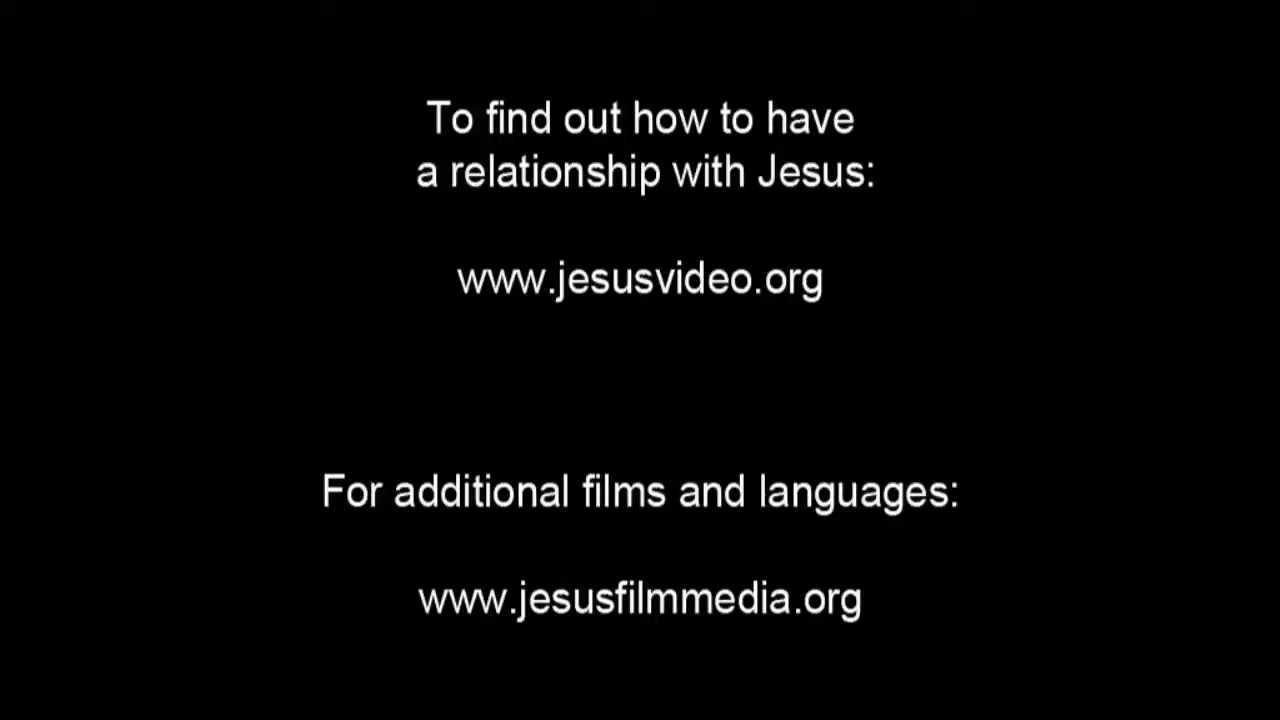 To find out how to have
a relationship with Jesus:
www.jesusvideo.org
For additional films and languages:
www.jesusfilmmedia.org